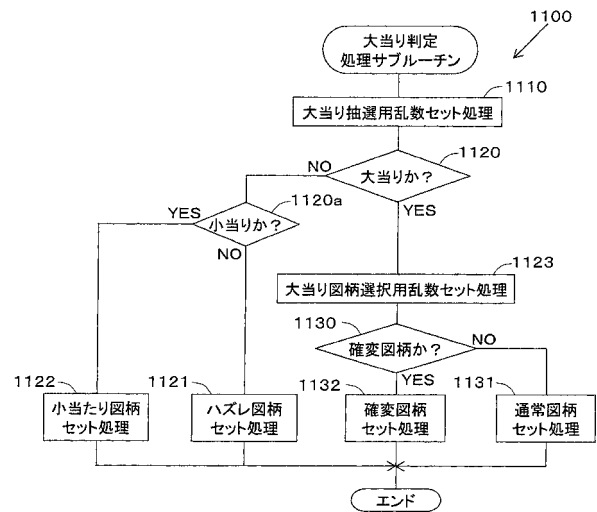 1100
大当り判定
処理サブルーチン
1110
大当り抽選用乱数セット処理
1120
大当りか?
NO
YES
1120a
小当りか?
YES
NO
1123
大当り図柄選択用乱数セット処理
1130
確変図柄か?
NO
YES
1122
小当たり図柄
セット処理
1121
ハズレ図柄
セット処理
1132
確変図柄
セット処理
1131
通常図柄
セット処理
エンド